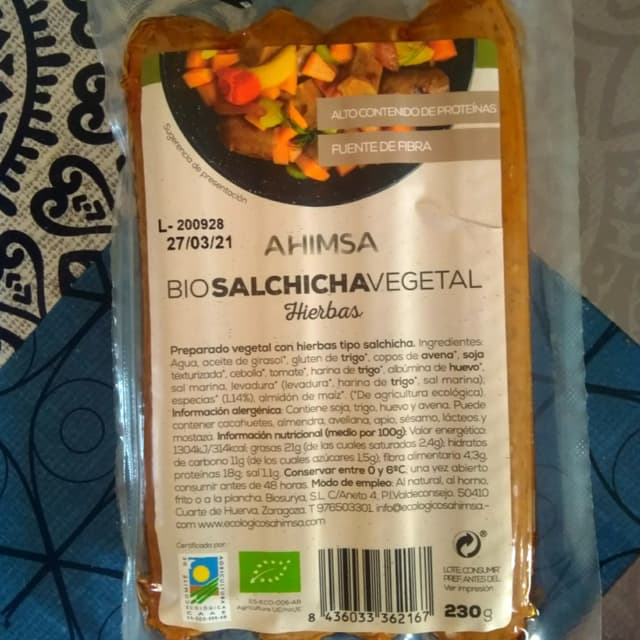 ALTO CONTENIDO DE PROTEÍNAS
FUENTE DE FIBRA
Sugerencia de presentación
L- 200928
27/03/21
AHIMSA
BIOSALCHICHAVEGETAL
Hierbas
Preparado vegetal con hierbas tipo salchicha. Ingredientes:
Agua, aceite de girasol*, gluten de trigo*, copos de avena*, soja
texturizada*, cebolla*, tomate*, harina de trigo*, albúmina de huevo*,
sal marina, levadura* (levadura*, harina de trigo*, sal marina),
especias* (1,14%), almidón de maíz*. (*De agricultura ecológica).
Información alergénica: Contiene soja, trigo, huevo y avena. Puede
contener cacahuetes, almendra, avellana, apio, sésamo, lácteos y
mostaza. Información nutricional (medio por 100g): Valor energético:
1304kJ/314kcal; grasas 21g (de las cuales saturadas 2,4g); hidratos
de carbono 11g (de los cuales azúcares 1,5g); fibra alimentaria 4,3g;
proteínas 18g; sal 1,1g. Conservar entre 0 y 6ºC, una vez abierto
consumir antes de 48 horas. Modo de empleo: Al natural, al horno,
frito o a la plancha. Biosurya, S.L. C/Aneto 4, P.I.Valdeconsejo. 50410
Cuarte de Huerva, Zaragoza. T 976503301. info@ecologicosahimsa.-
com www.ecologicosahimsa.com
Certificado por:
COMITÉ DE
AGRICULTURA
ECOLÓGICA
CAAE
ES-ECO-006-AR
ES-ECO-006-AR
Agricultura UE/no UE
8 436033 362167
LOTE: CONSUMIR
PREF. ANTES DEL:
Ver impresión
230g